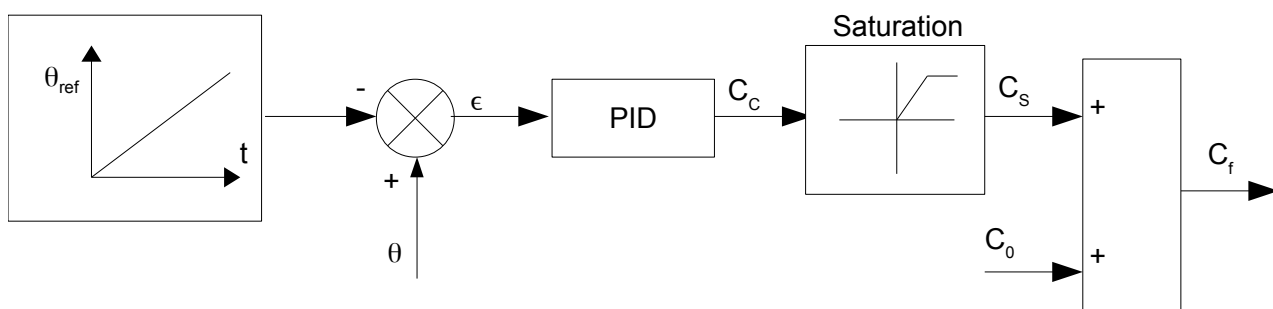 Saturation
θref
t
-
+
θ
ϵ
PID
CC
CS
+
C0
+
Cf